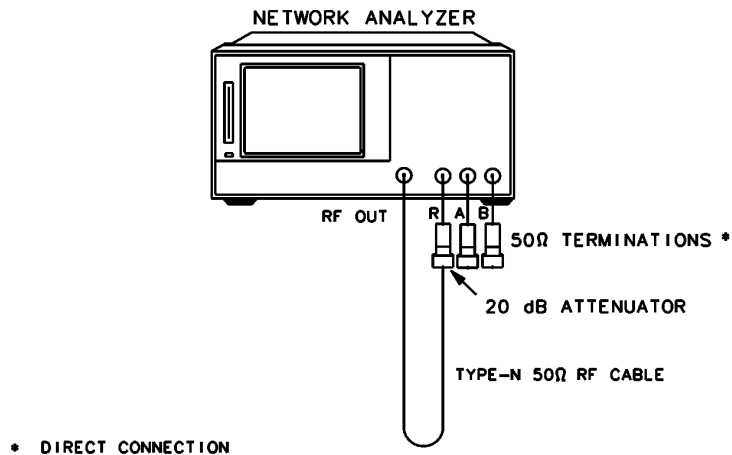 NETWORK ANALYZER
RF OUT
R A B
50Ω TERMINATIONS *
20 dB ATTENUATOR
TYPE-N 50Ω RF CABLE
* DIRECT CONNECTION